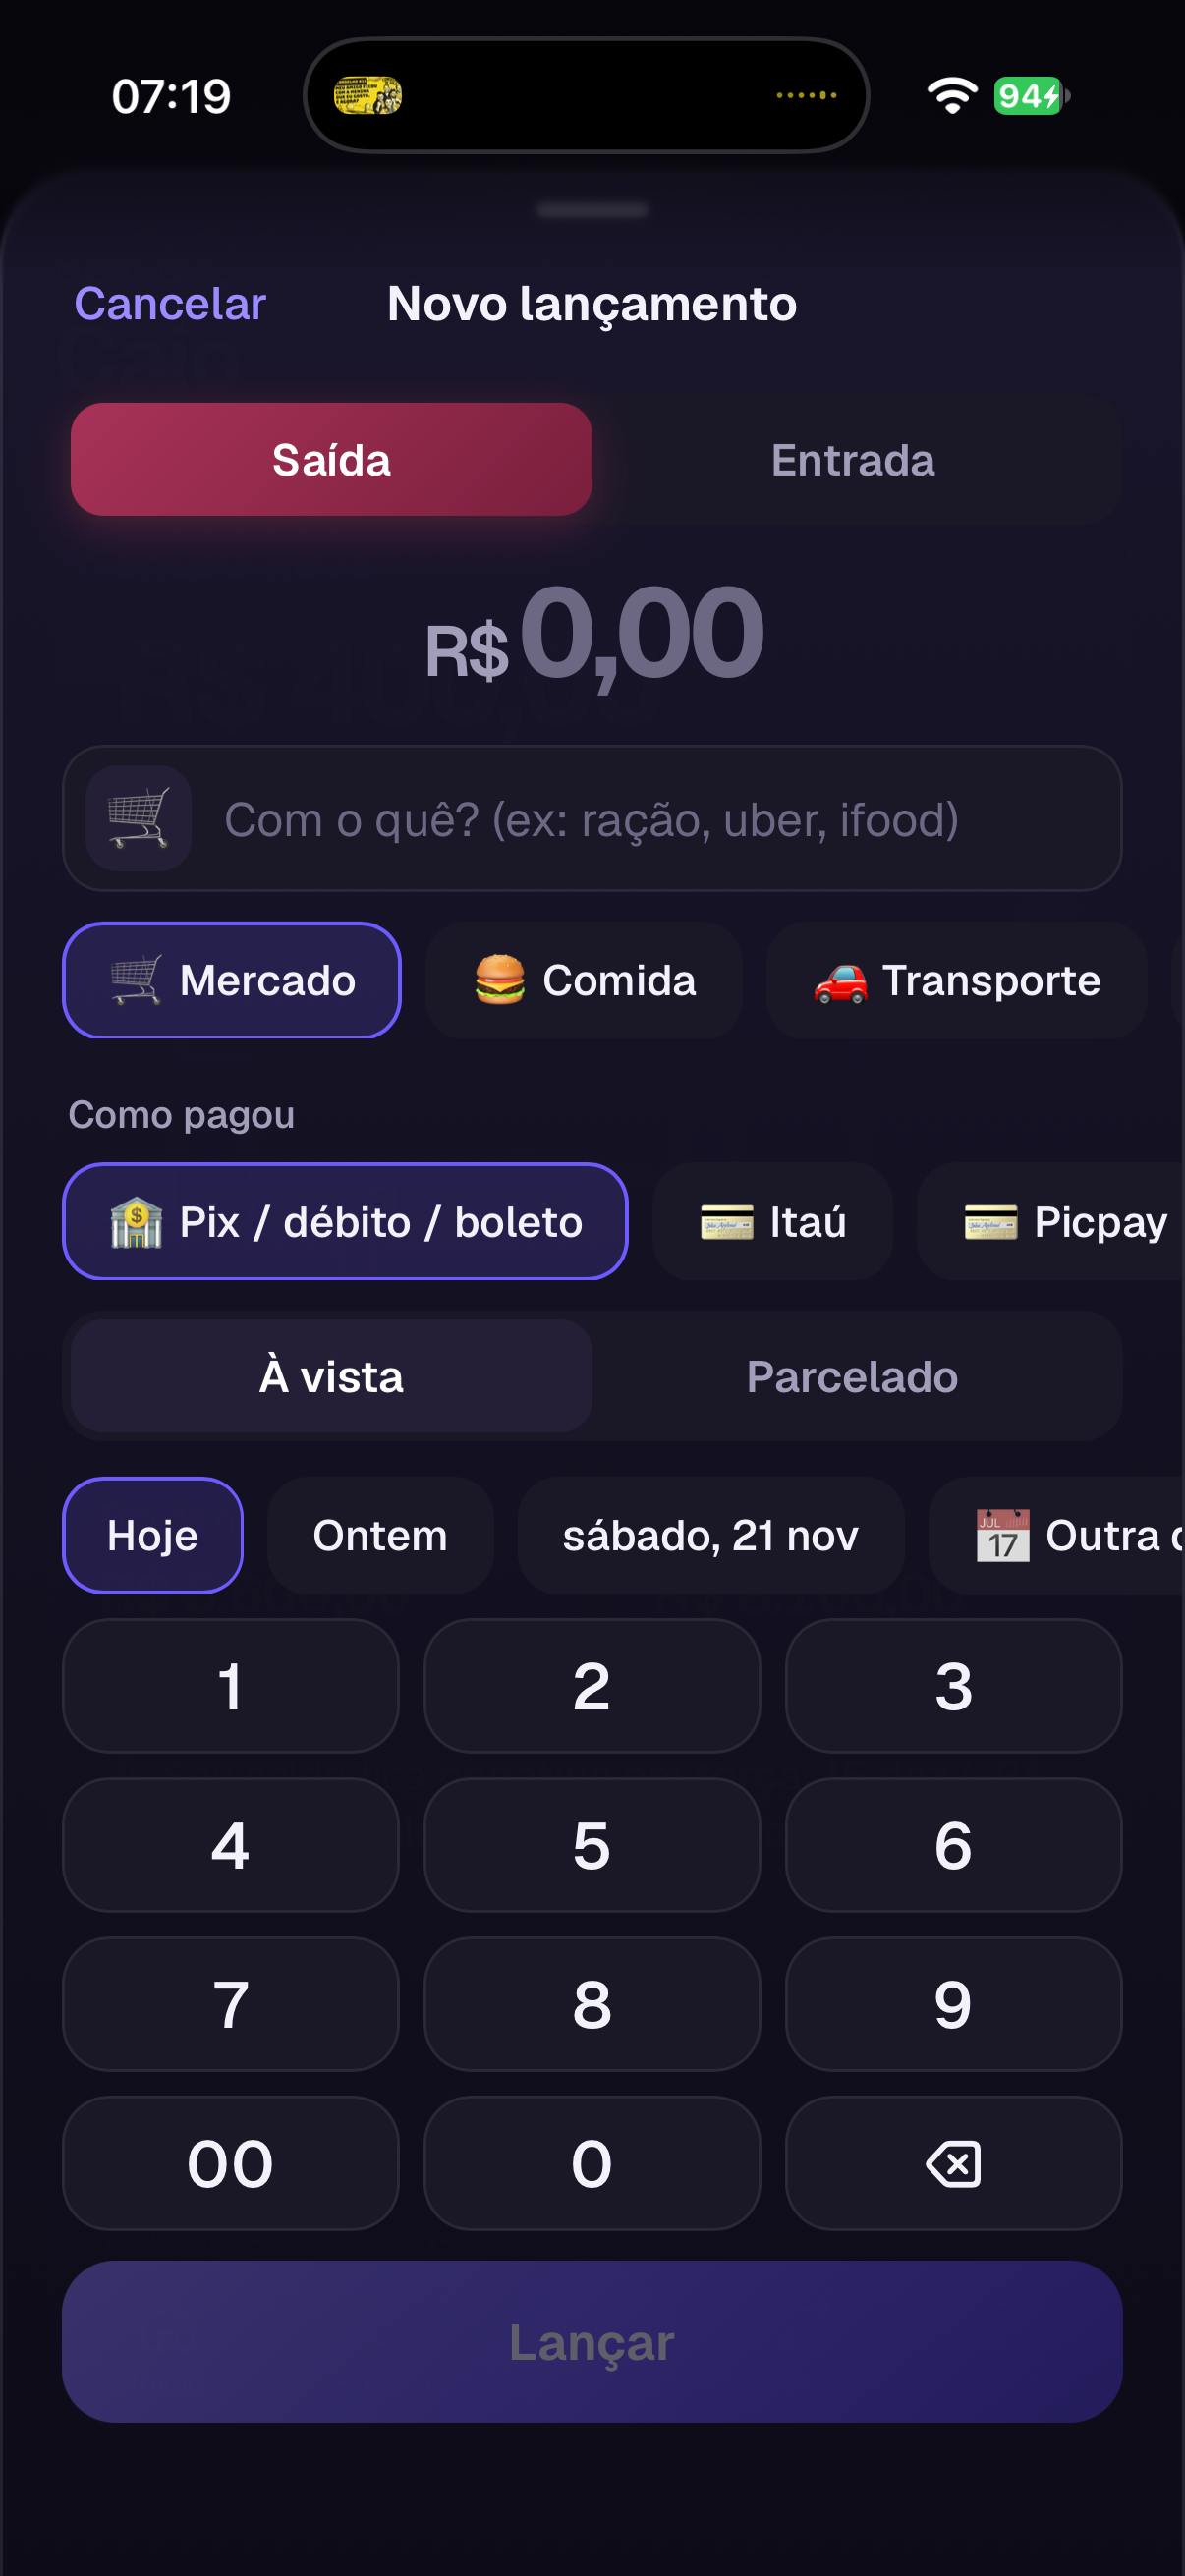 07:19
94
Cancelar
Novo lançamento
Saída
Entrada
R$ 0,00
Com o quê? (ex: ração, uber, ifood)
Mercado
Comida
Transporte
Como pagou
Pix / débito / boleto
Itaú
Picpay
À vista
Parcelado
Hoje
Ontem
sábado, 21 nov
JUL
17
Outra
1
2
3
4
5
6
7
8
9
00
0
Lançar